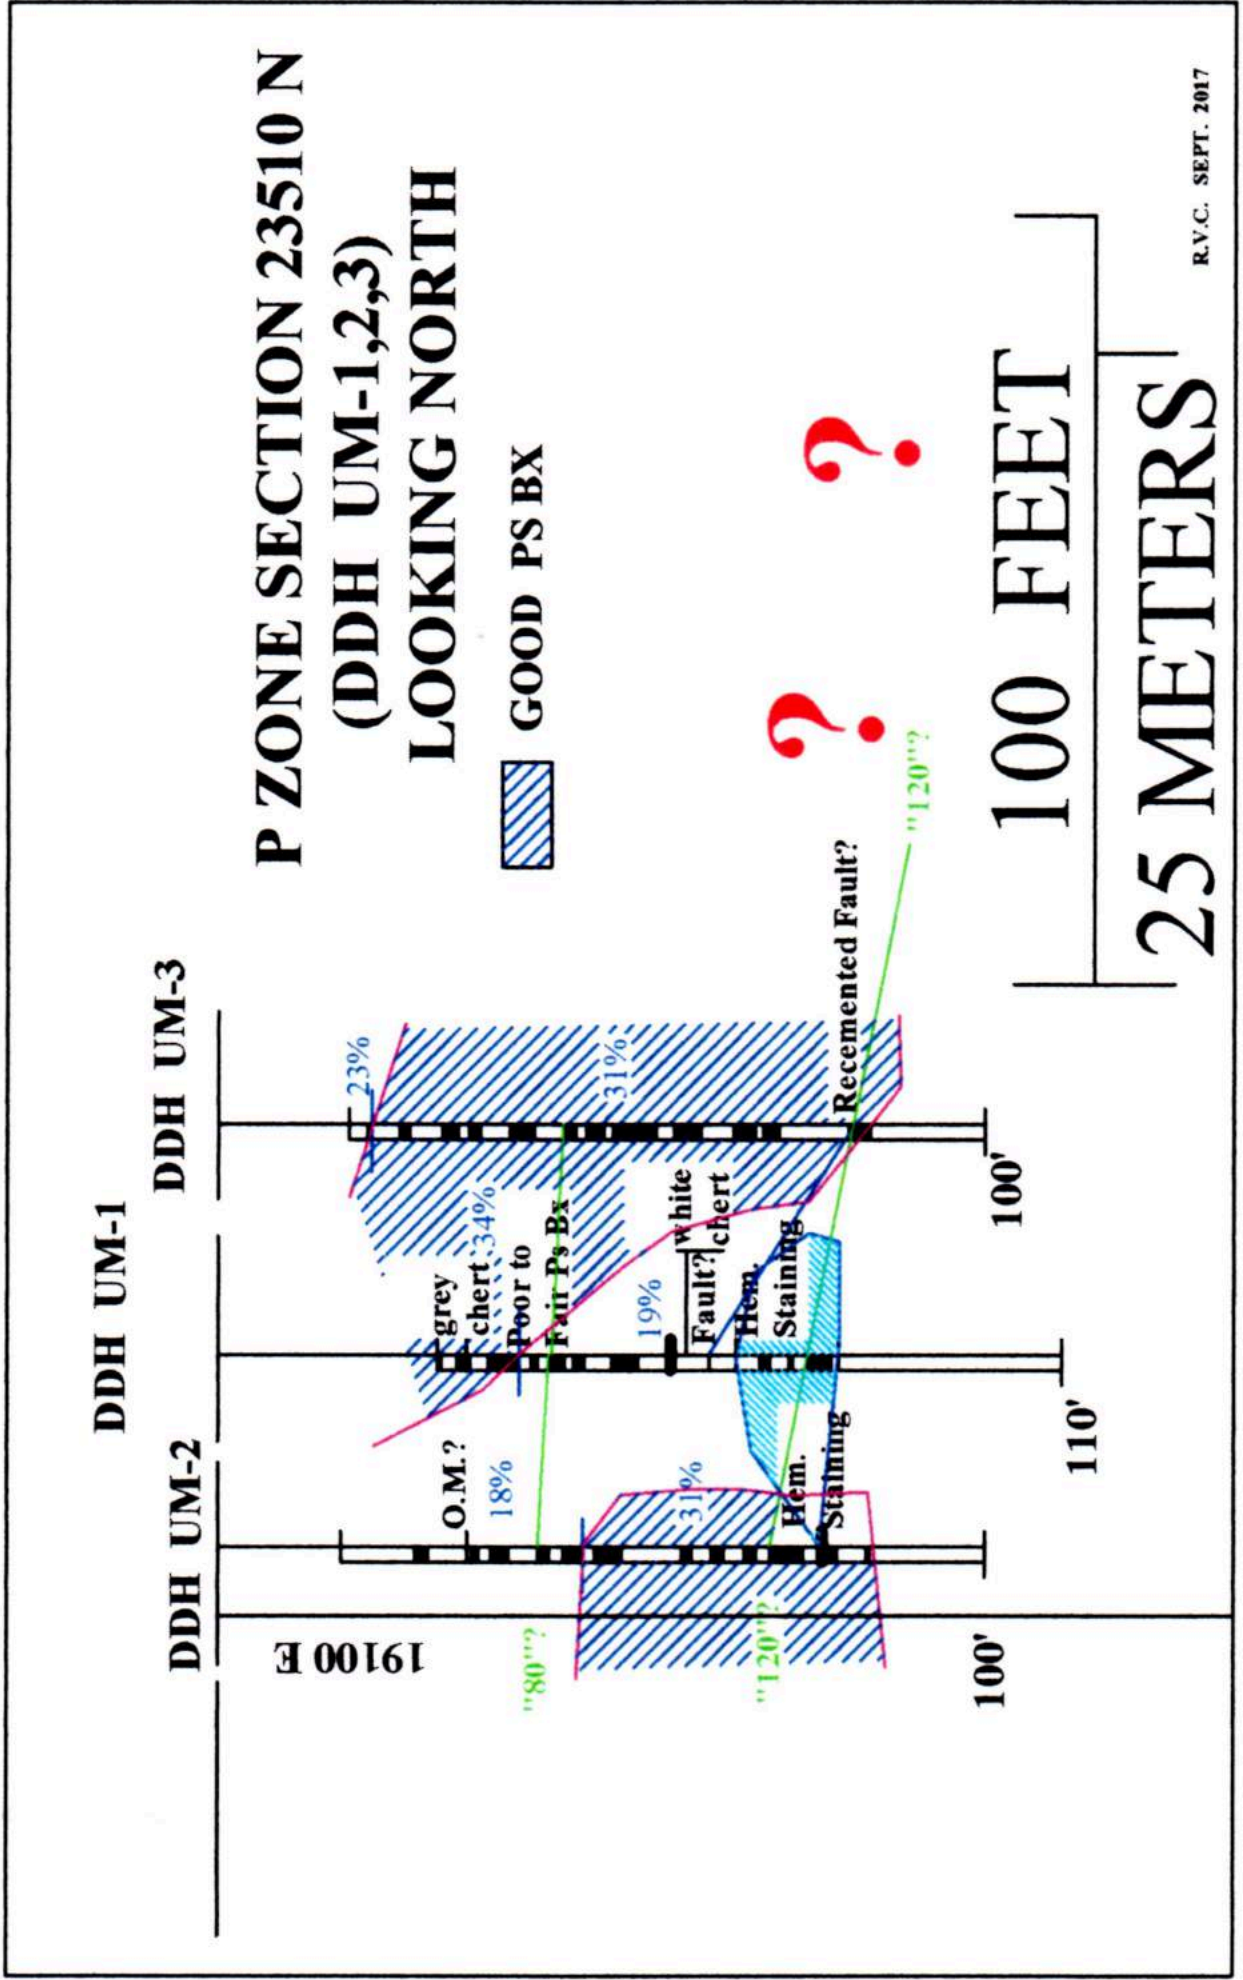 P ZONE SECTION 23510 N
(DDH UM-1,2,3)
LOOKING NORTH
GOOD PS BX
DDH UM-2
DDH UM-1
DDH UM-3
19100 E
23%
O.M.?
18%
grey
chert
34%
Poor to
Fair Ps Bx
31%
19%
white
chert
Fault?
Hem.
Staining
31%
Hem.
Staining
Recemented Fault?
"80"?
"120"?
"120"?
?
?
100'
110'
100'
100 FEET
25 METERS
R.V.C. SEPT. 2017